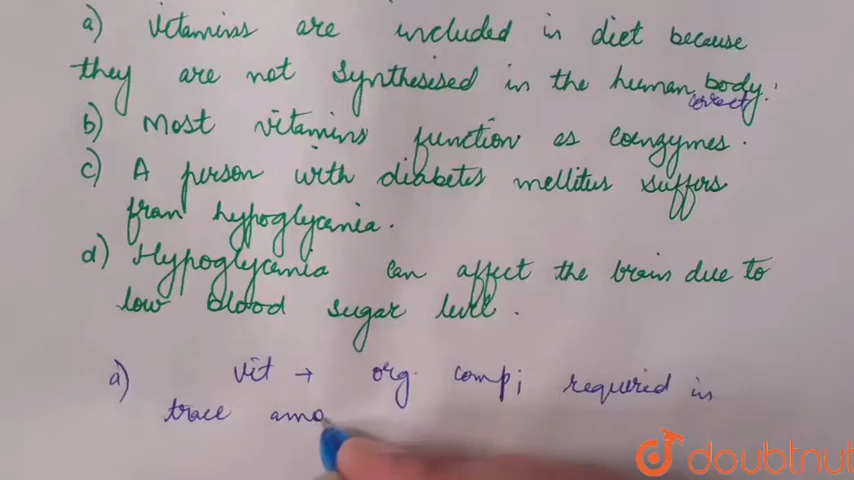 a) vitamins are included in diet because
they are not synthesised in the human body.
correct
b) Most vitamins function as coenzymes.
c) A person with diabetes mellitus suffers
from hypoglycemia.
d) Hypoglycemia can affect the brain due to
low blood sugar level.
a) vit → org. comp; required in
trace amo
doubtnut